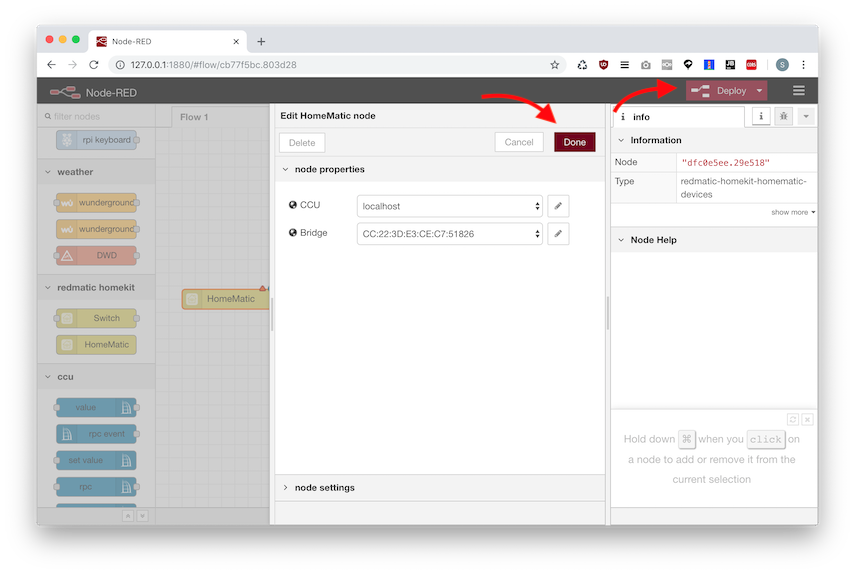 Node-RED
127.0.0.1:1880/#flow/cb77f5bc.803d28
S
Node-RED
Deploy
filter nodes
rpi keyboard
weather
wunderground
wunderground
DWD
redmatic homekit
Switch
HomeMatic
ccu
value
rpc event
set value
rpc
Flow 1
HomeMatic
Edit HomeMatic node
Delete
Cancel
Done
node properties
CCU
localhost
Bridge
CC:22:3D:E3:CE:C7:51826
node settings
i info
i
Information
Node "dfc0e5ee.29e518"
Type redmatic-homekit-homematic-
devices
show more
Node Help
Hold down ⌘ when you click on
a node to add or remove it from the
current selection